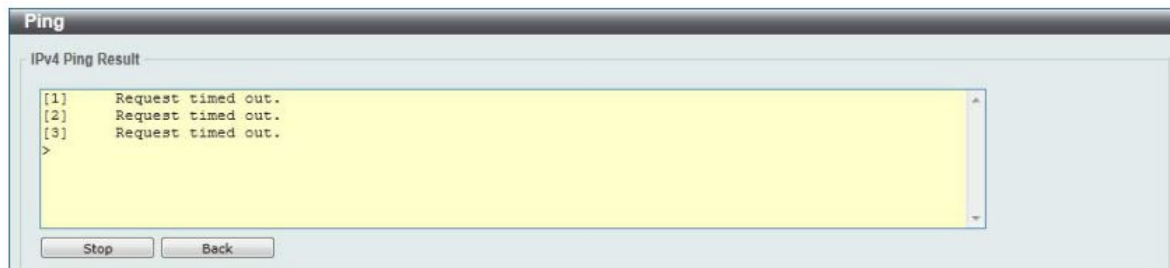 Ping
IPv4 Ping Result
[1] Request timed out.
[2] Request timed out.
[3] Request timed out.
>
Stop Back